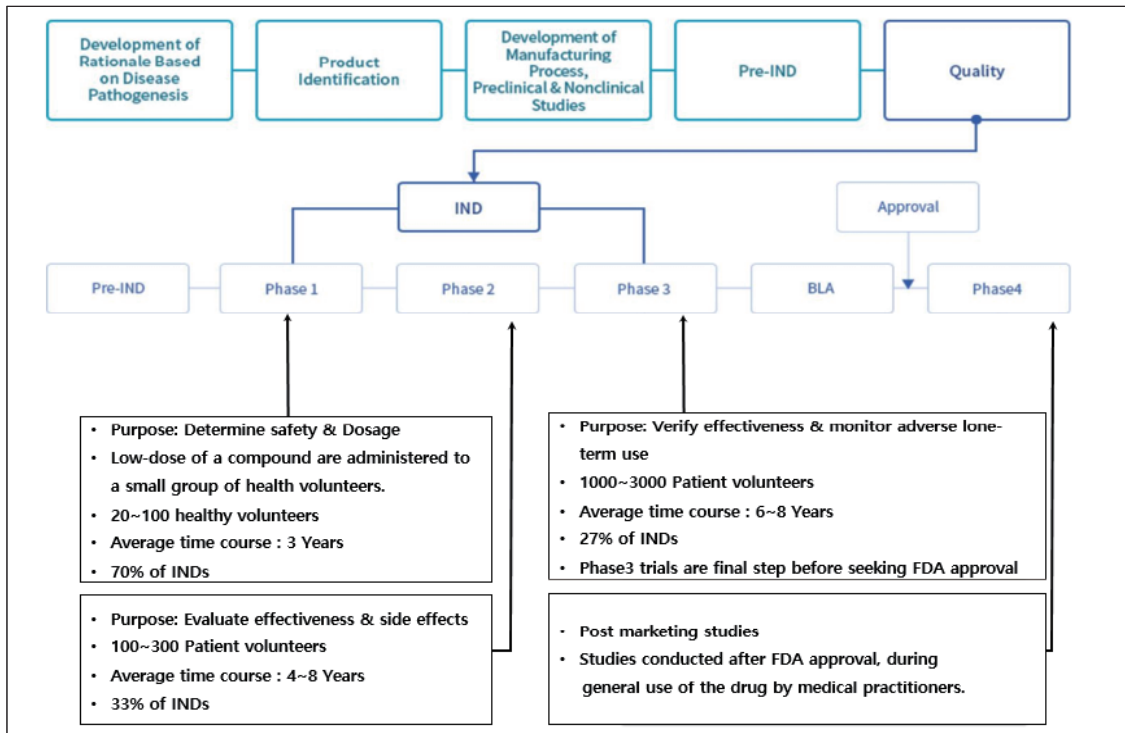 Development of
Rationale Based
on Disease
Pathogenesis
Product
Identification
Development of
Manufacturing
Process,
Preclinical & Nonclinical
Studies
Pre-IND
Quality
IND
Approval
Pre-IND
Phase 1
Phase 2
Phase 3
BLA
Phase4
• Purpose: Determine safety & Dosage
• Low-dose of a compound are administered to
a small group of health volunteers.
• 20~100 healthy volunteers
• Average time course : 3 Years
• 70% of INDs
• Purpose: Evaluate effectiveness & side effects
• 100~300 Patient volunteers
• Average time course : 4~8 Years
• 33% of INDs
• Purpose: Verify effectiveness & monitor adverse lone-
term use
• 1000~3000 Patient volunteers
• Average time course : 6~8 Years
• 27% of INDs
• Phase3 trials are final step before seeking FDA approval
• Post marketing studies
• Studies conducted after FDA approval, during
general use of the drug by medical practitioners.